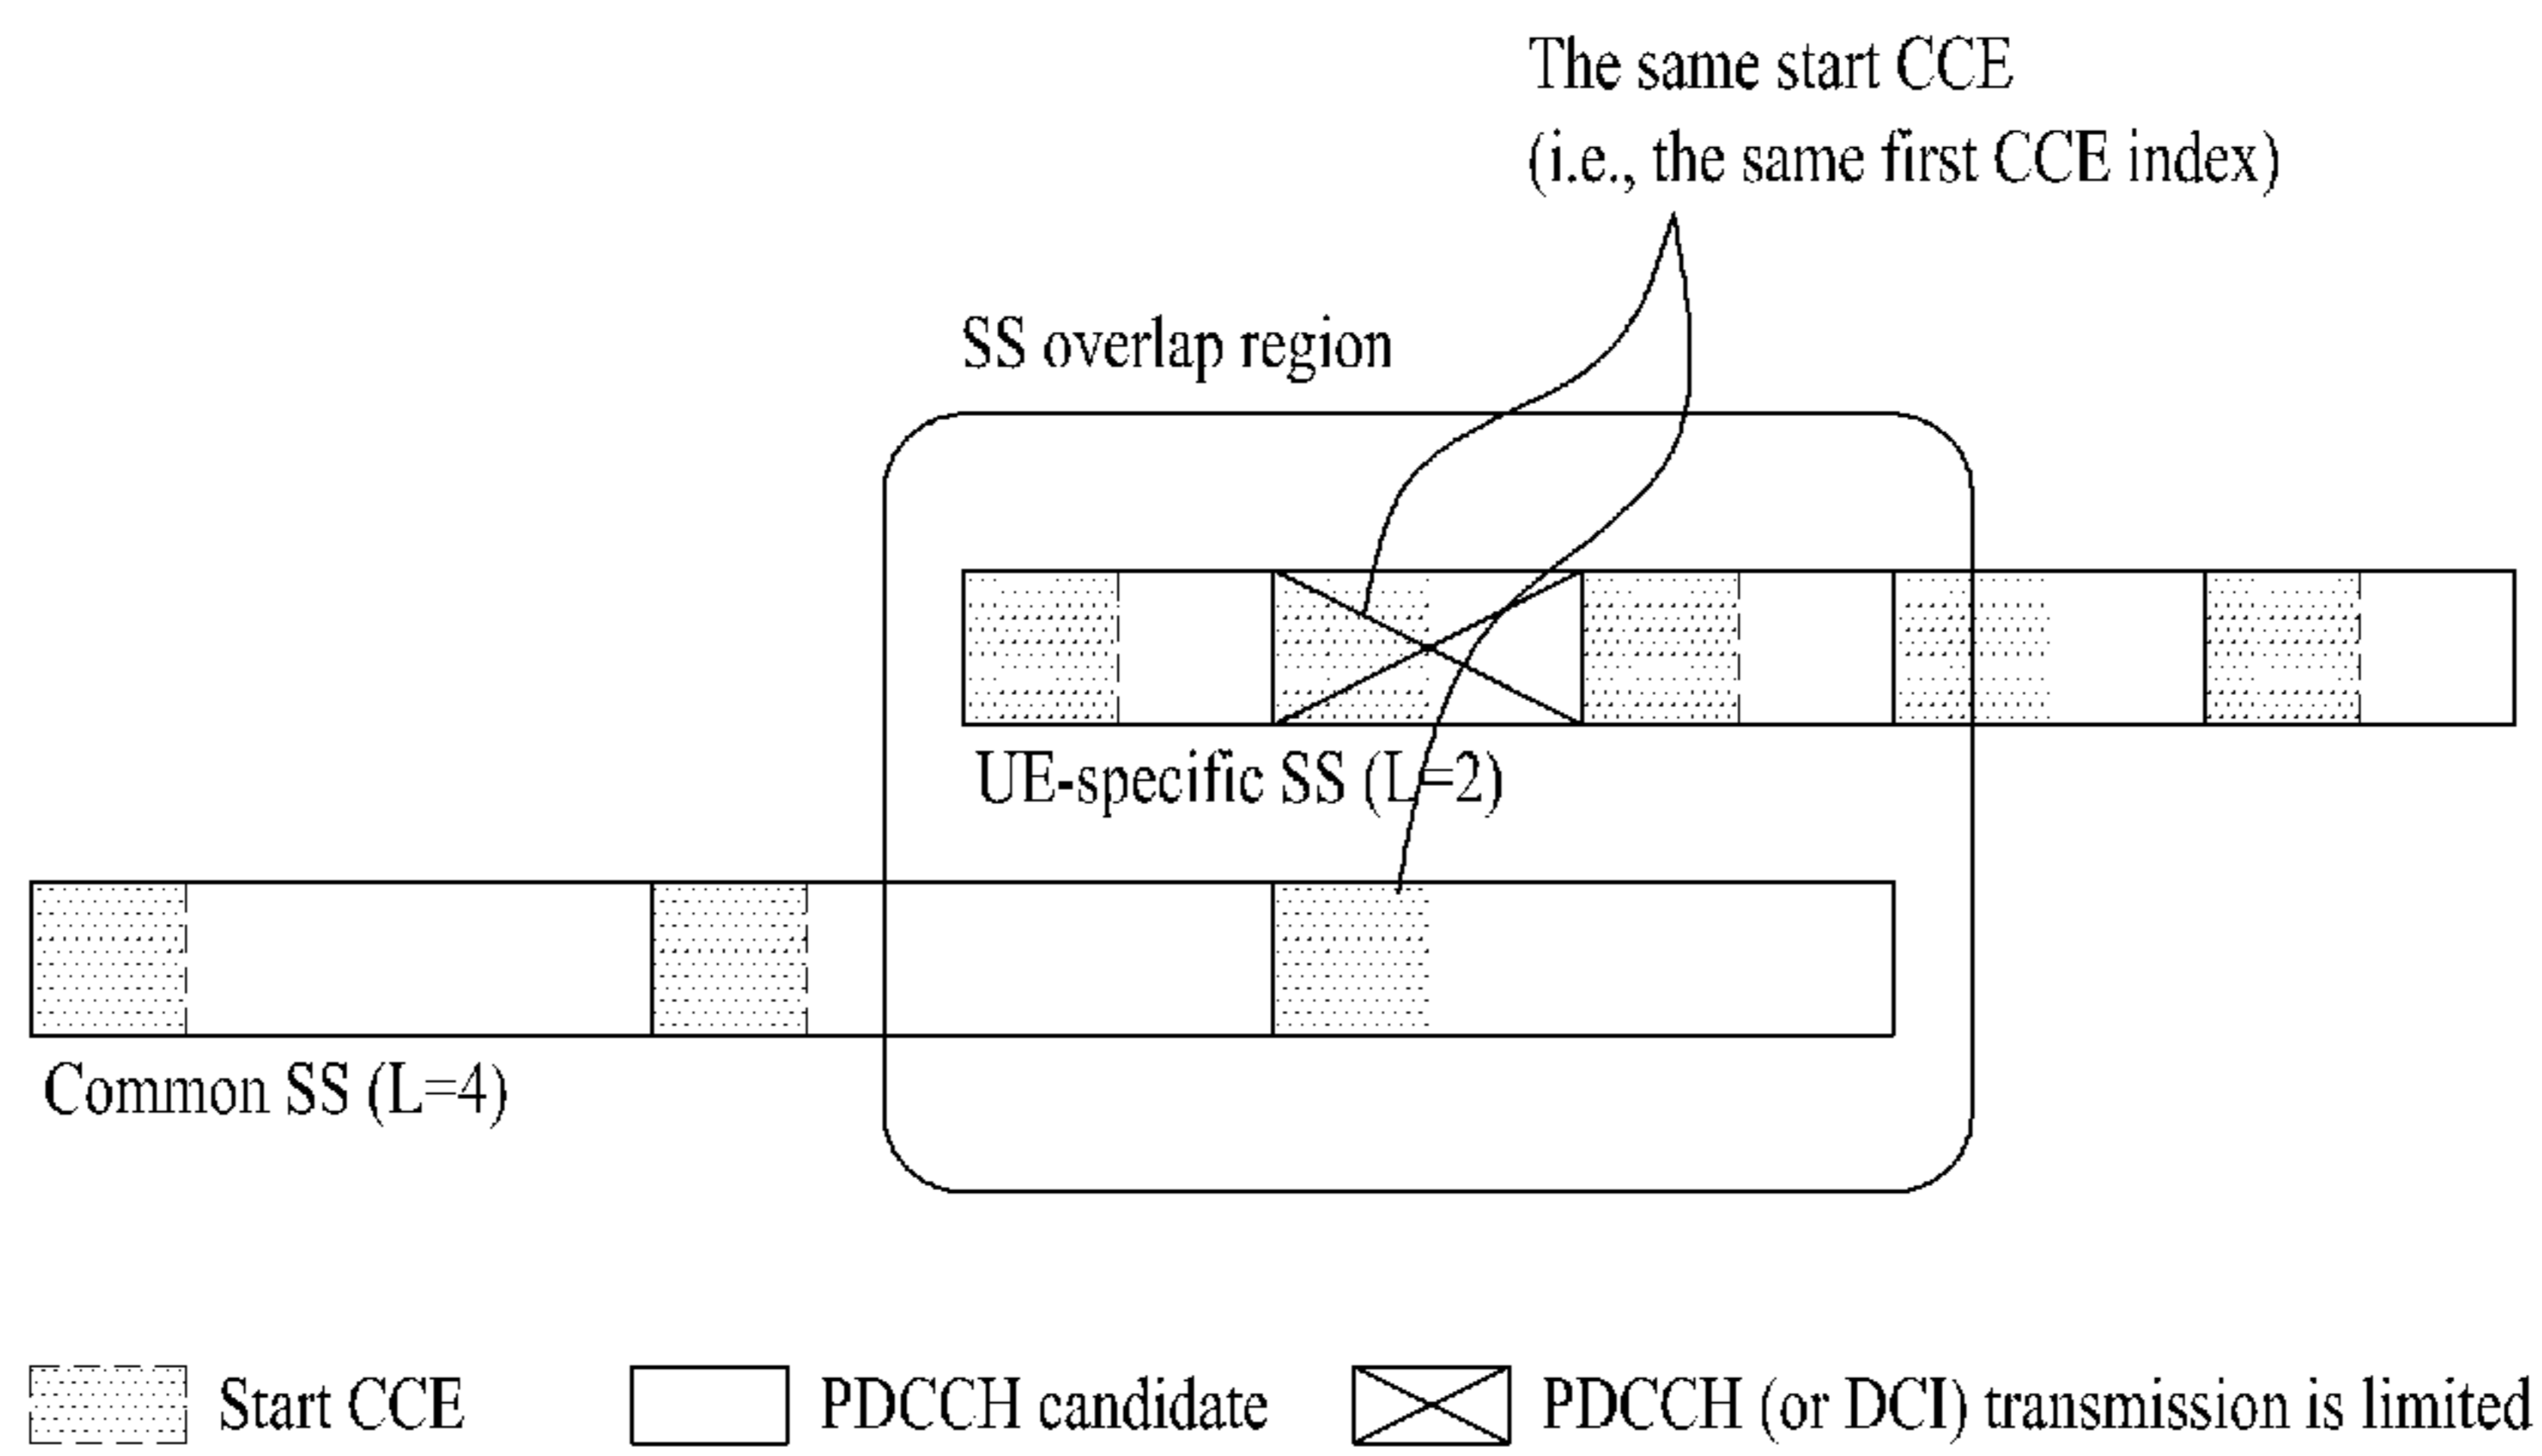 The same start CCE
(i.e., the same first CCE index)
SS overlap region
UE-specific SS (L=2)
Common SS (L=4)
Start CCE
PDCCH candidate
PDCCH (or DCI) transmission is limited